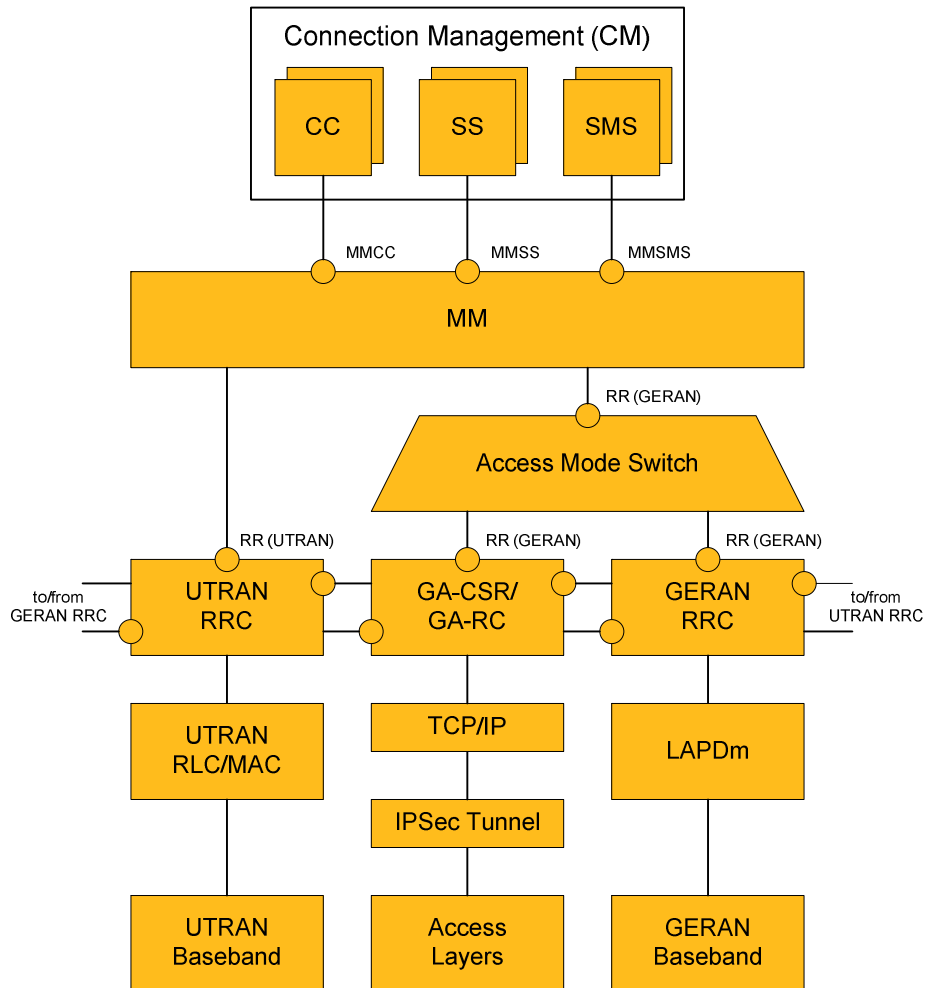 Connection Management (CM)
CC
SS
SMS
MMCC
MMSS
MMSMS
MM
RR (GERAN)
Access Mode Switch
RR (UTRAN)
RR (GERAN)
RR (GERAN)
to/from
GERAN RRC
UTRAN
RRC
GA-CSR/
GA-RC
GERAN
RRC
to/from
UTRAN RRC
UTRAN
RLC/MAC
TCP/IP
LAPDm
IPSec Tunnel
UTRAN
Baseband
Access
Layers
GERAN
Baseband